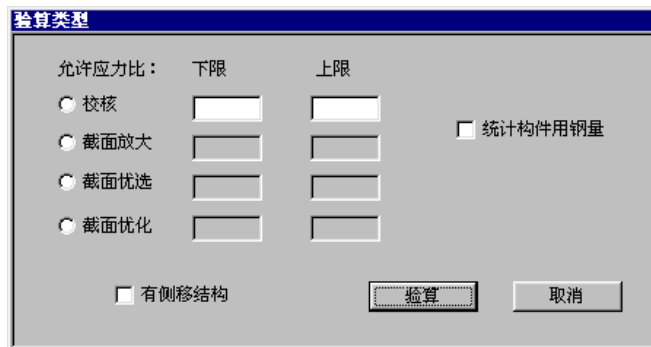 验算类型
允许应力比： 下限 上限
校核
统计构件用钢量
截面放大
截面优选
截面优化
有侧移结构 验算 取消